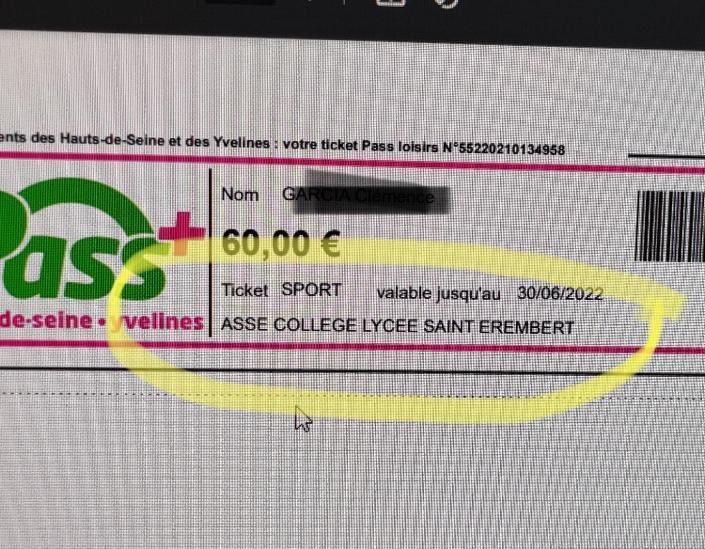 ents des Hauts-de-Seine et des Yvelines : votre ticket Pass loisirs N°55220210134958
Nom
Pass+
60,00 €
Ticket SPORT valable jusqu'au 30/06/2022
de-seine • yvelines
ASSE COLLEGE LYCEE SAINT EREMBERT